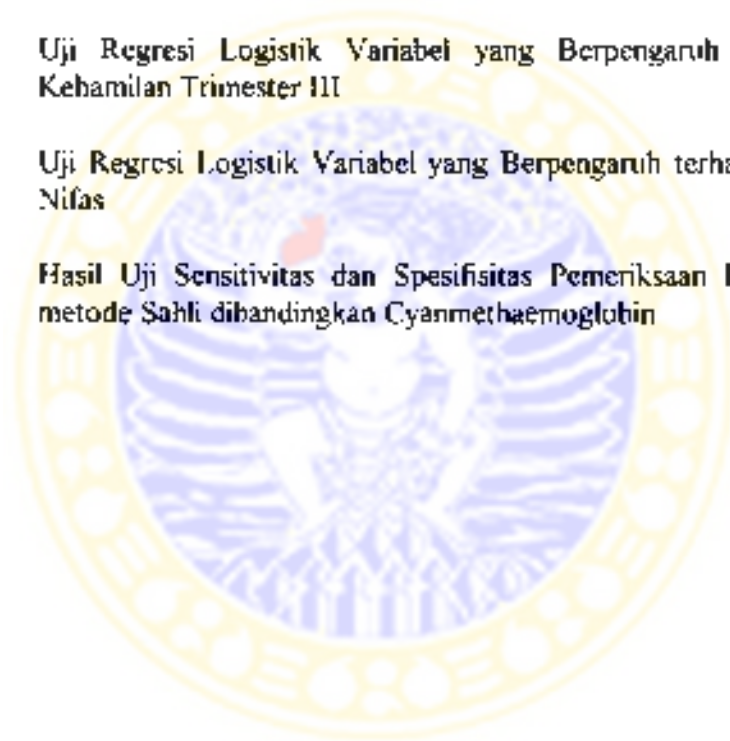 Uji Regresi Logistik Variabel yang Berpengaruh
Kehamilan Trimester III
Uji Regresi Logistik Variabel yang Berpengaruh terha
Nifas
Hasil Uji Sensitivitas dan Spesifisitas Pemeriksaan
metode Sahli dibandingkan Cyanmethaemoglobin